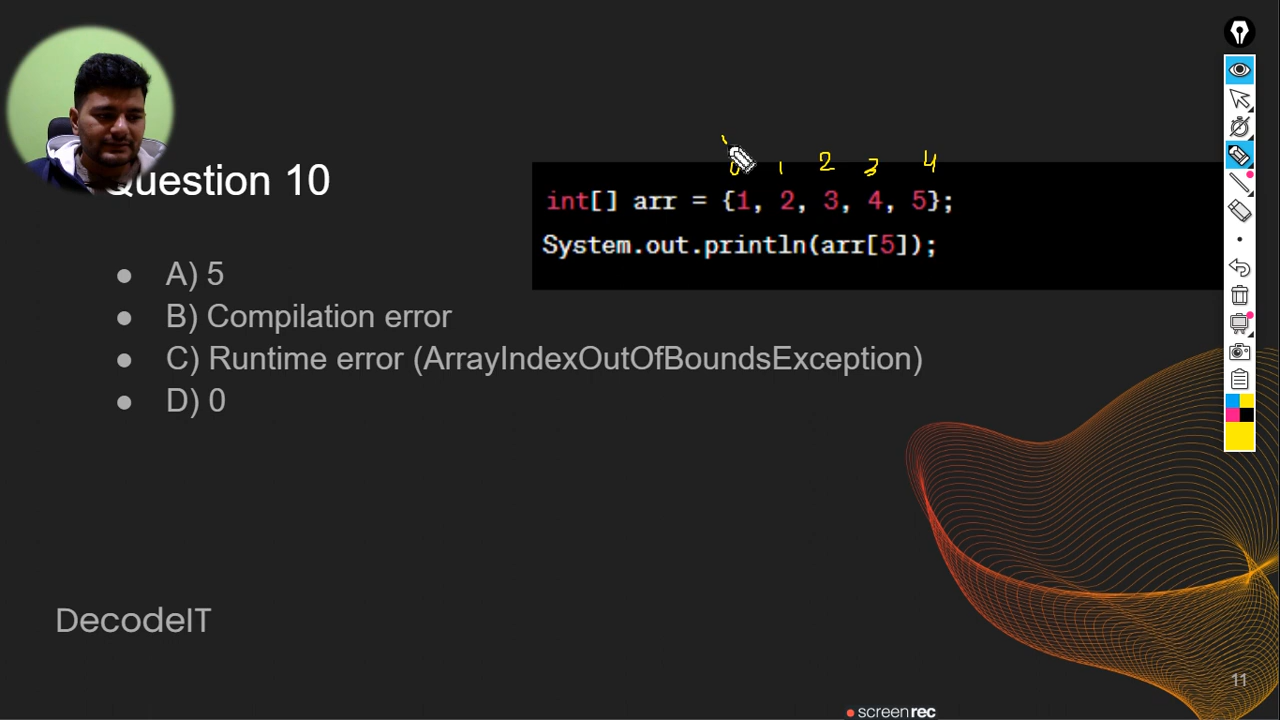 0 1 2 3 4
Question 10
int[] arr = {1, 2, 3, 4, 5};
System.out.println(arr[5]);
● A) 5
● B) Compilation error
● C) Runtime error (ArrayIndexOutOfBoundsException)
● D) 0
DecodeIT
11
screenrec